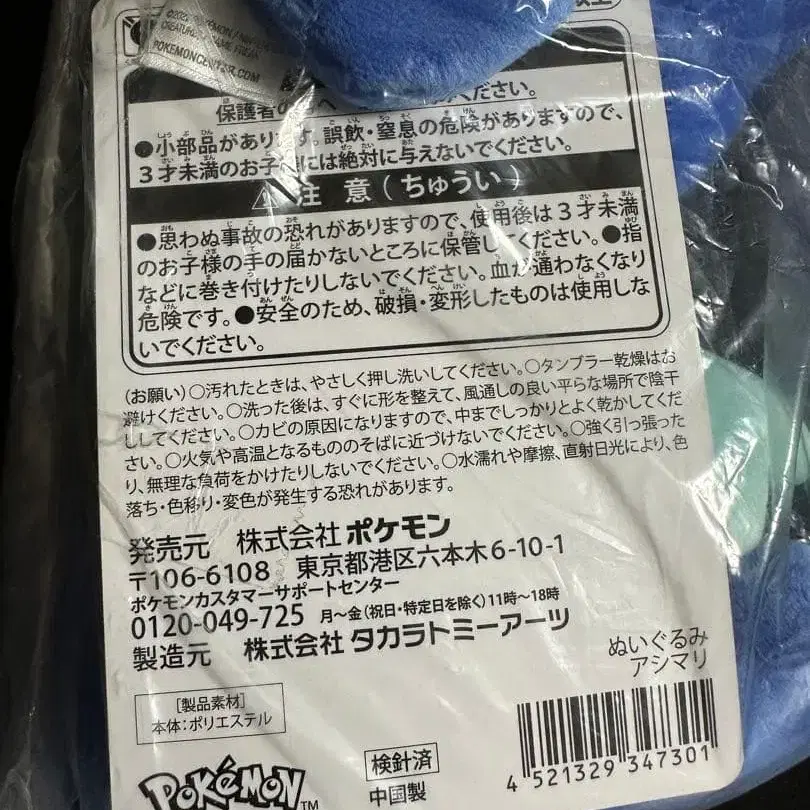 POKÉMON / NIN
CREATURES / GAME FREAK
POKEMONCENTER.COM
以上
ください。
保護者の
●小部品があります。誤飲・窒息の危険がありますので、
3才未満のお子様には絶対に与えないでください。
⚠注 意(ちゅうい)
●思わぬ事故の恐れがありますので、使用後は3才未満
のお子様の手の届かないところに保管してください。●指
などに巻き付けたりしないでください。血が通わなくなり
危険です。●安全のため、破損・変形したものは使用しな
いでください。
(お願い)○汚れたときは、やさしく押し洗いしてください。○タンブラー乾燥はお
避けください。○洗った後は、すぐに形を整えて、風通しの良い平らな場所で陰干
ししてください。○カビの原因になりますので、中までしっかりとよく乾かしてくだ
さい。○火気や高温となるもののそばに近づけないでください。○強く引っ張った
り、無理な負荷をかけたりしないでください。○水濡れや摩擦、直射日光により、色
落ち・色移り・変色が発生する恐れがあります。
発売元 株式会社 ポケモン
〒106-6108 東京都港区六本木6-10-1
ポケモンカスタマーサポートセンター
0120-049-725 月〜金(祝日・特定日を除く)11時〜18時
製造元 株式会社 タカラトミーアーツ
ぬいぐるみ
アシマリ
[製品素材]
本体:ポリエステル
POKéMON™
検針済
中国製
4 521329 347301